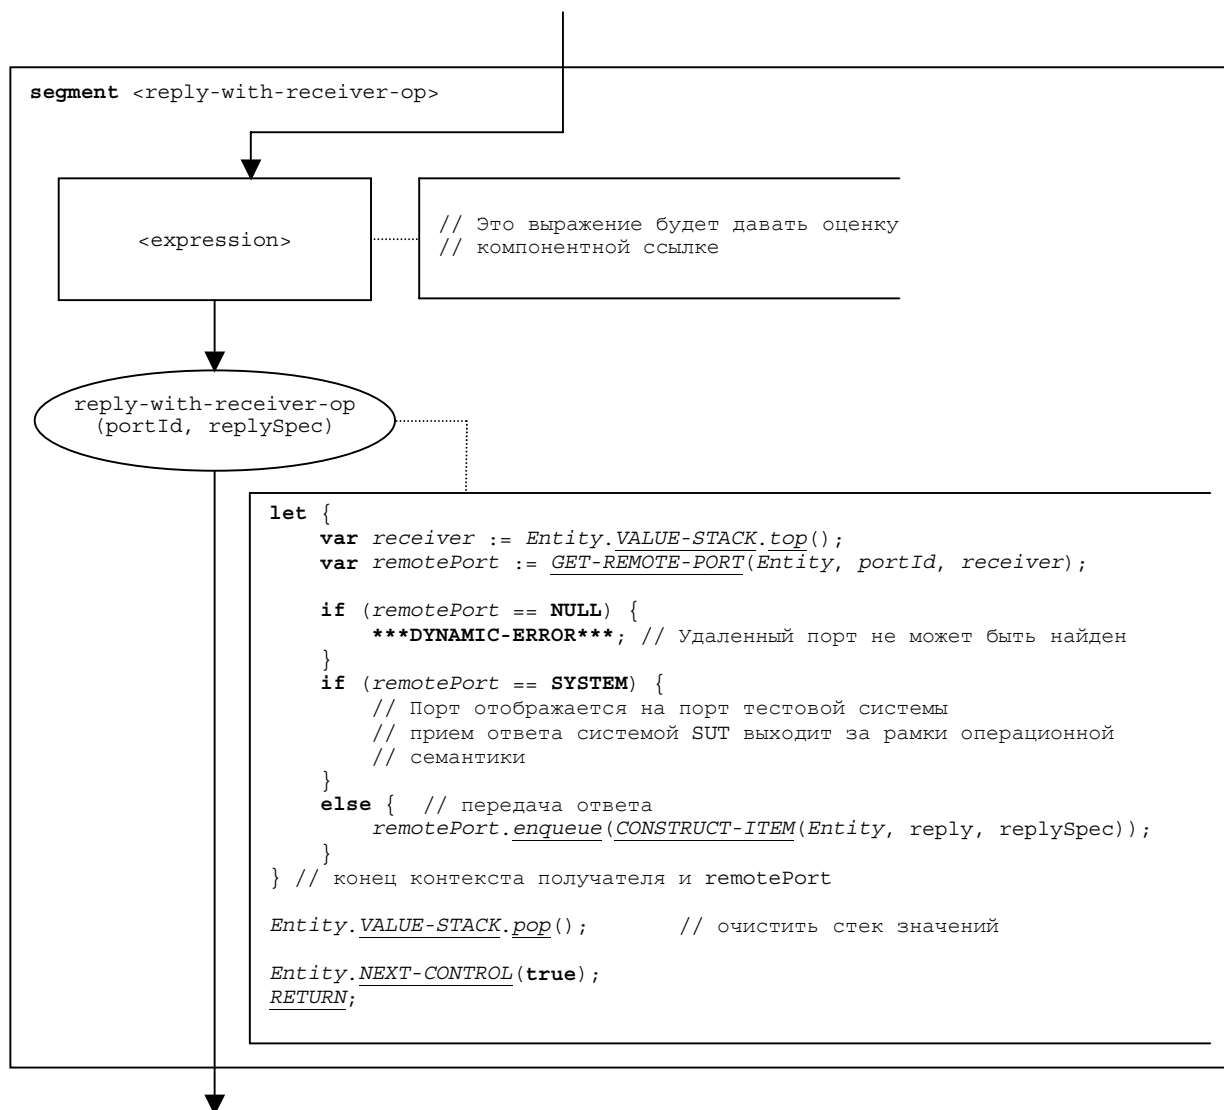 segment <reply-with-receiver-op>
<expression>
// Это выражение будет давать оценку
// компонентной ссылке
reply-with-receiver-op
(portId, replySpec)
let {
var receiver := Entity.VALUE-STACK.top();
var remotePort := GET-REMOTE-PORT(Entity, portId, receiver);
if (remotePort == NULL) {
***DYNAMIC-ERROR***; // Удаленный порт не может быть найден
}
if (remotePort == SYSTEM) {
// Порт отображается на порт тестовой системы
// прием ответа системой SUT выходит за рамки операционной
// семантики
}
else { // передача ответа
remotePort.enqueue(CONSTRUCT-ITEM(Entity, reply, replySpec));
}
} // конец контекста получателя и remotePort
Entity.VALUE-STACK.pop(); // очистить стек значений
Entity.NEXT-CONTROL(true);
RETURN;